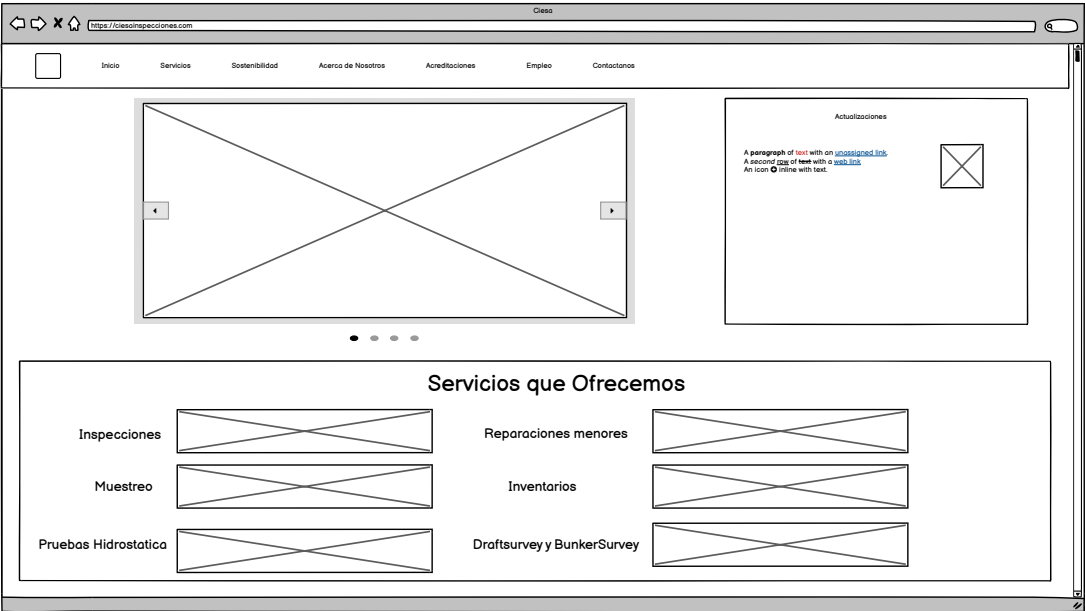 Ciesa
https://ciesainspecciones.com
Inicio Servicios Sostenibilidad Acerca de Nosotros Acreditaciones Empleo Contactanos
Actualizaciones
A paragraph of text with an unassigned link.
A second row of text with a web link
An icon inline with text.
Servicios que Ofrecemos
Inspecciones
Reparaciones menores
Muestreo
Inventarios
Pruebas Hidrostatica
Draftsurvey y BunkerSurvey